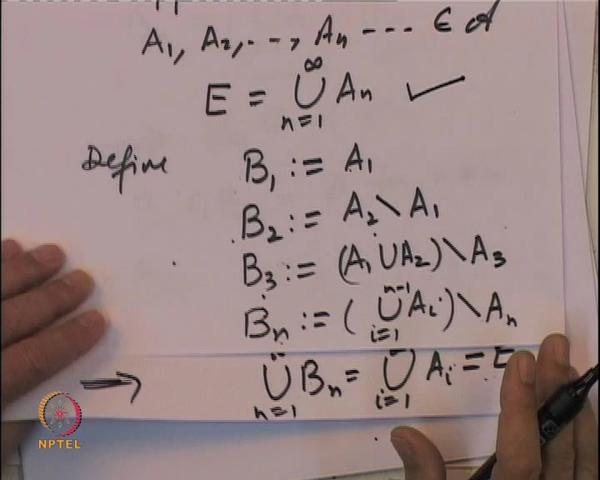 A₁, A₂, ..., Aₙ --- ∈ 𝒜
E = ⋃_{n=1}^{∞} Aₙ ✓
Define B₁ := A₁
B₂ := A₂ \ A₁
B₃ := (A₁ ∪ A₂) \ A₃
Bₙ := (⋃_{i=1}^{n-1} Aᵢ) \ Aₙ
→ ⋃_{n=1} Bₙ = ⋃_{i=1} Aᵢ = E
NPTEL